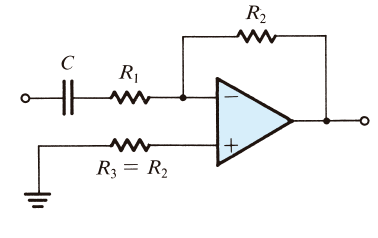 R₂
C
R₁
−
+
R₃ = R₂